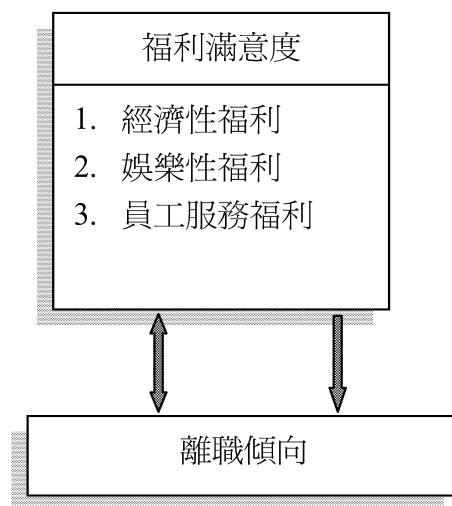 福利滿意度
1. 經濟性福利
2. 娛樂性福利
3. 員工服務福利
離職傾向